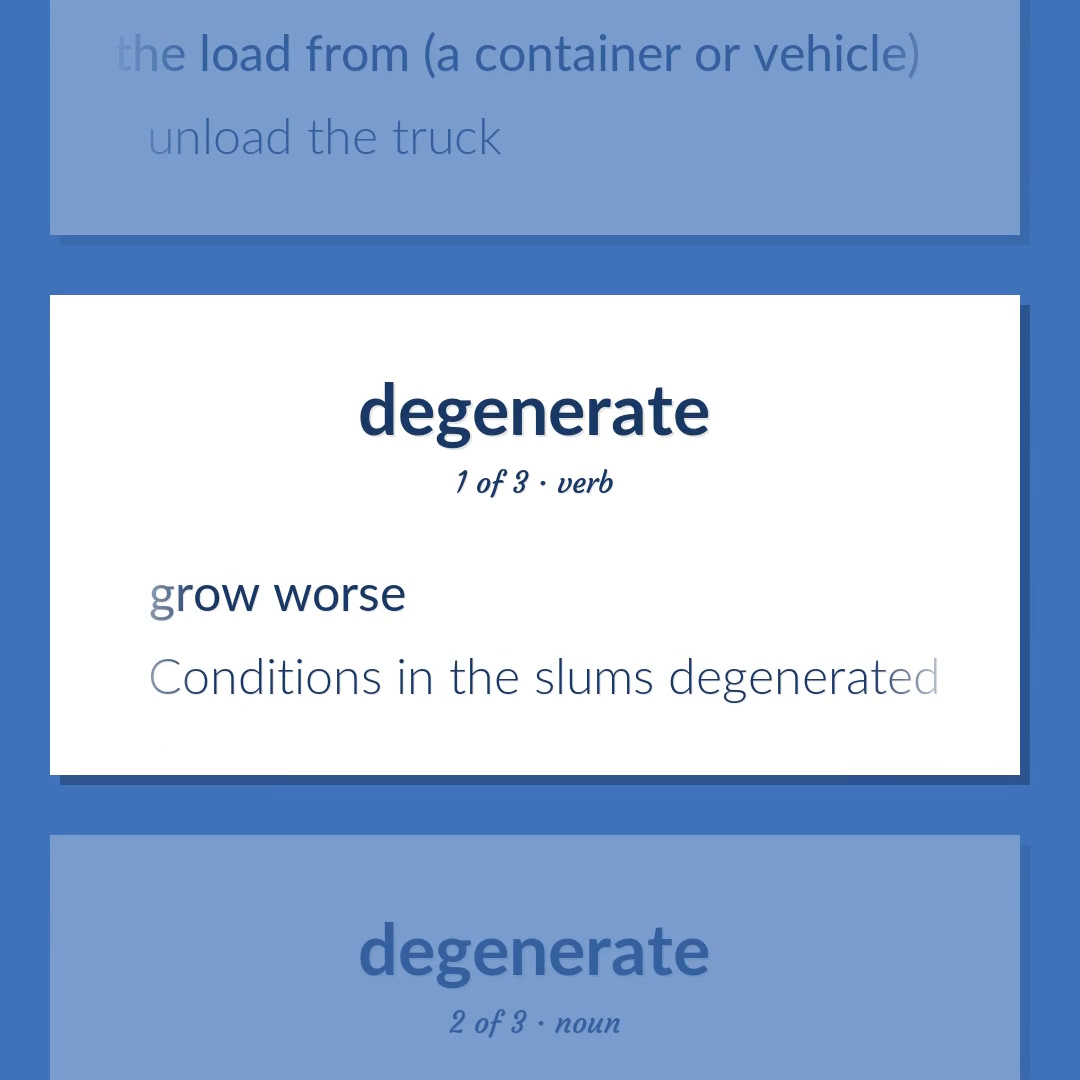 the load from (a container or vehicle)
unload the truck
degenerate
1 of 3 · verb
grow worse
Conditions in the slums degenerated
degenerate
2 of 3 · noun